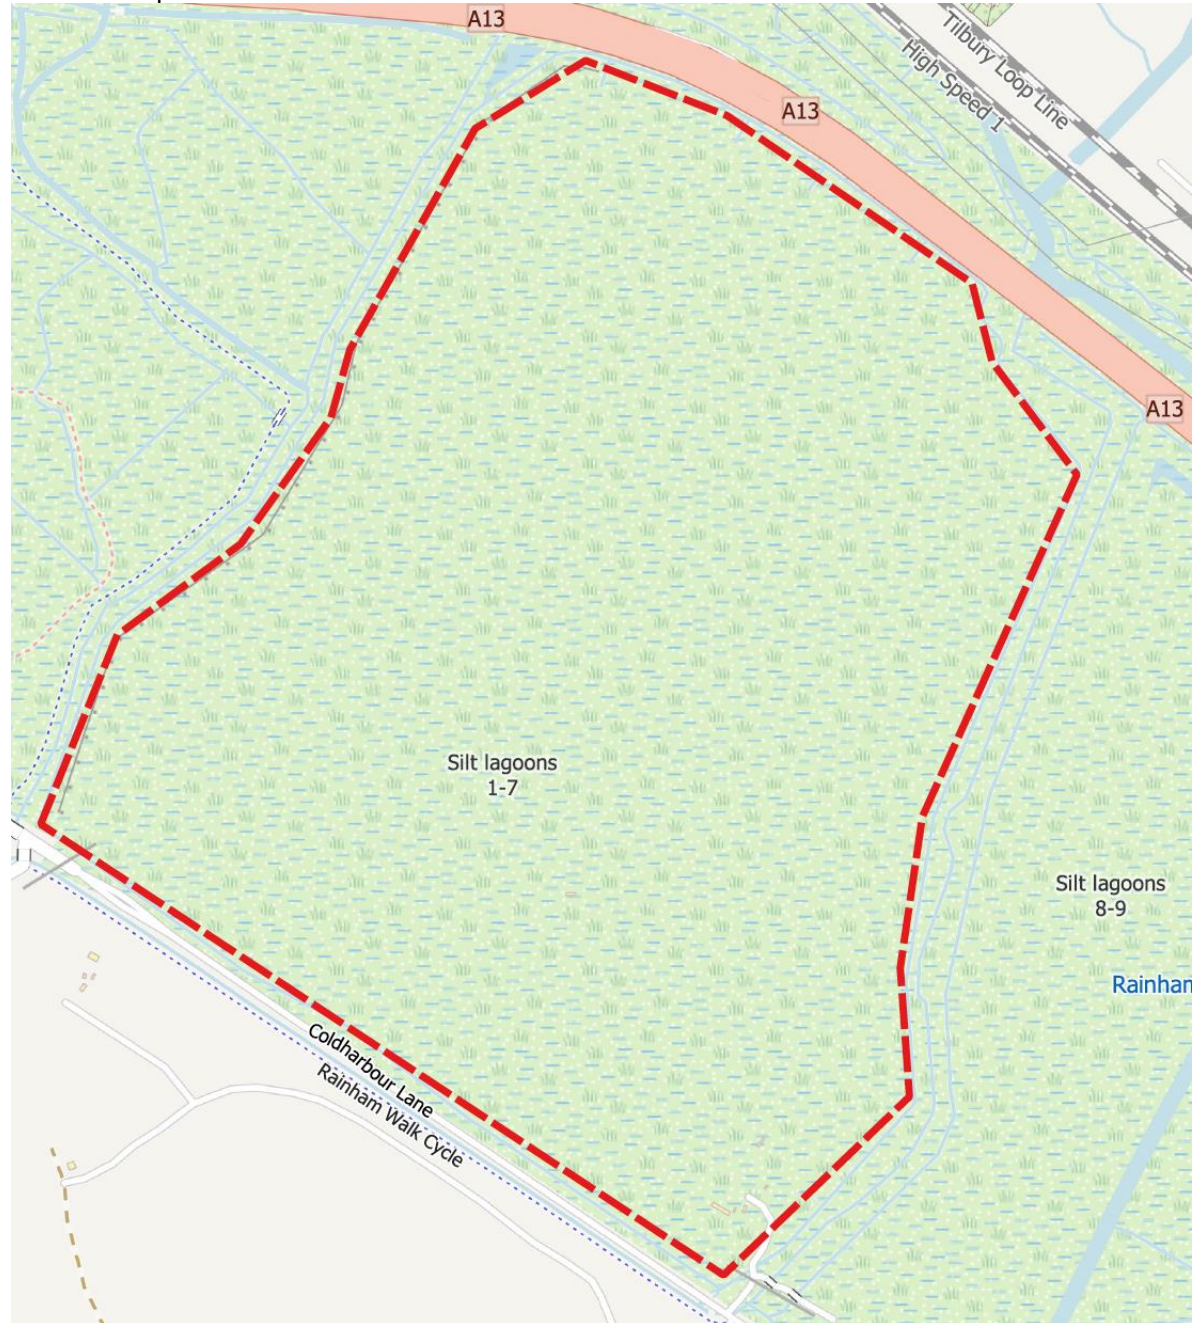 A13
Tilbury Loop Line
High Speed 1
A13
A13
Silt lagoons
1-7
Silt lagoons
8-9
Coldharbour Lane
Rainham Walk Cycle